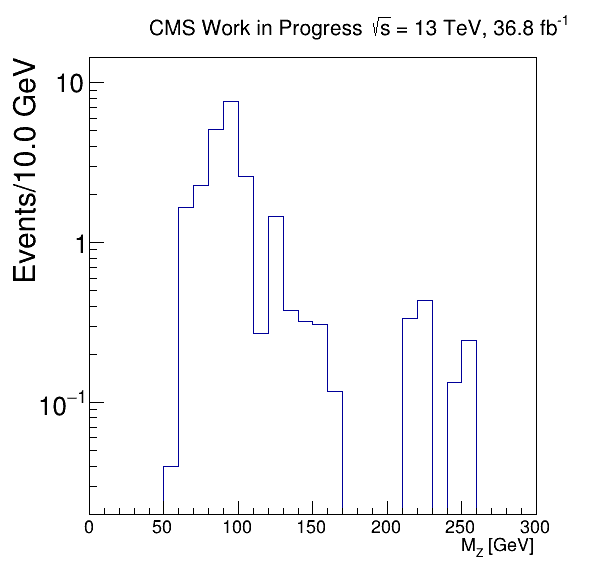 CMS Work in Progress √s = 13 TeV, 36.8 fb⁻¹
Events/10.0 GeV
10
1
10⁻¹
0 50 100 150 200 250 300
M_Z [GeV]